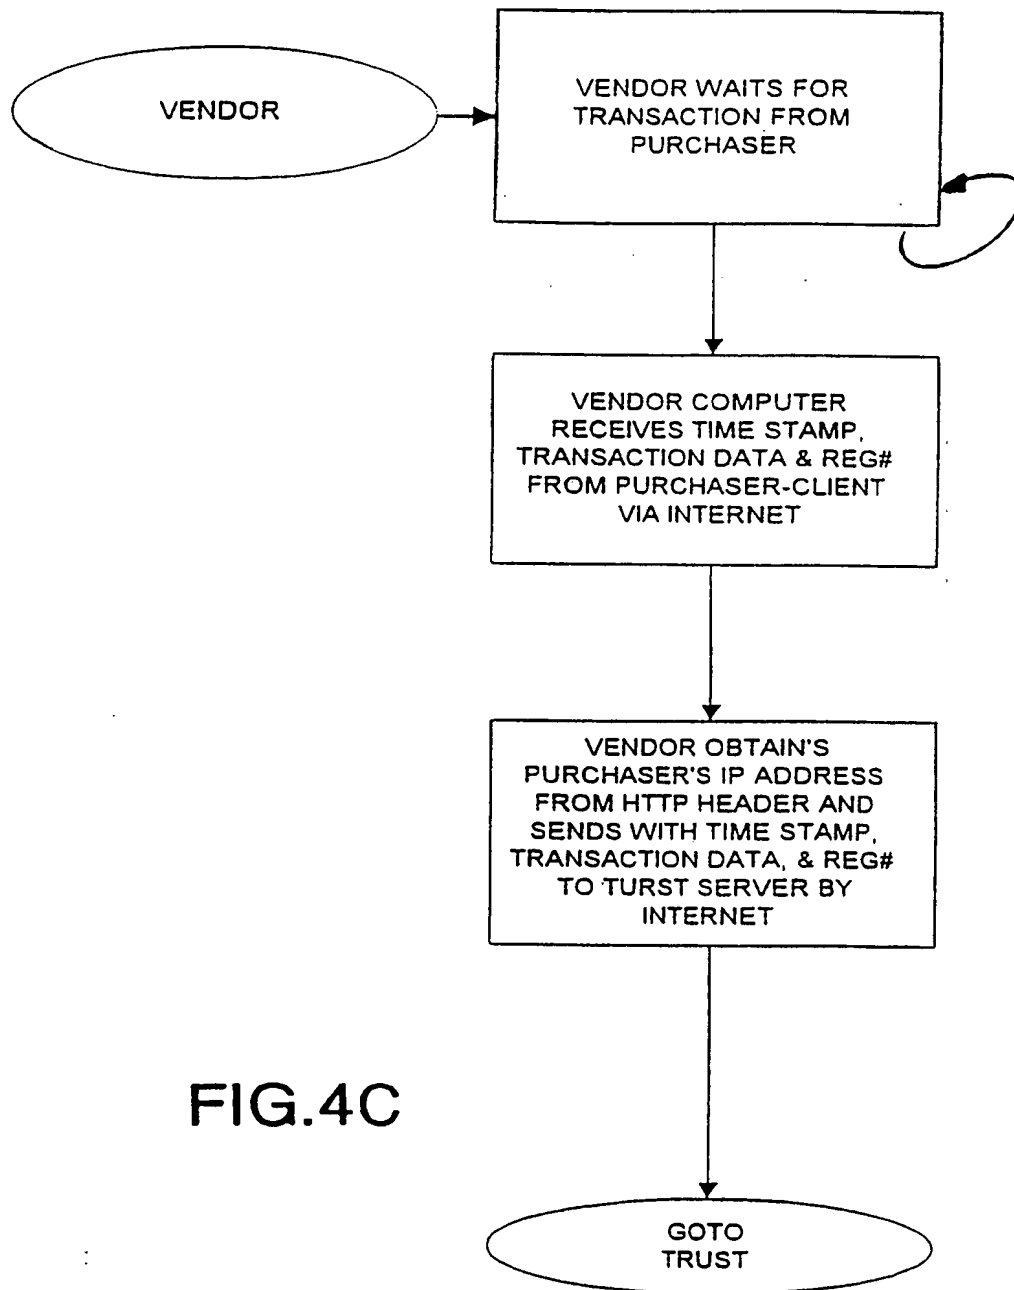 VENDOR
VENDOR WAITS FOR
TRANSACTION FROM
PURCHASER
VENDOR COMPUTER
RECEIVES TIME STAMP,
TRANSACTION DATA & REG#
FROM PURCHASER-CLIENT
VIA INTERNET
VENDOR OBTAIN'S
PURCHASER'S IP ADDRESS
FROM HTTP HEADER AND
SENDS WITH TIME STAMP,
TRANSACTION DATA, & REG#
TO TURST SERVER BY
INTERNET
FIG.4C
GOTO
TRUST